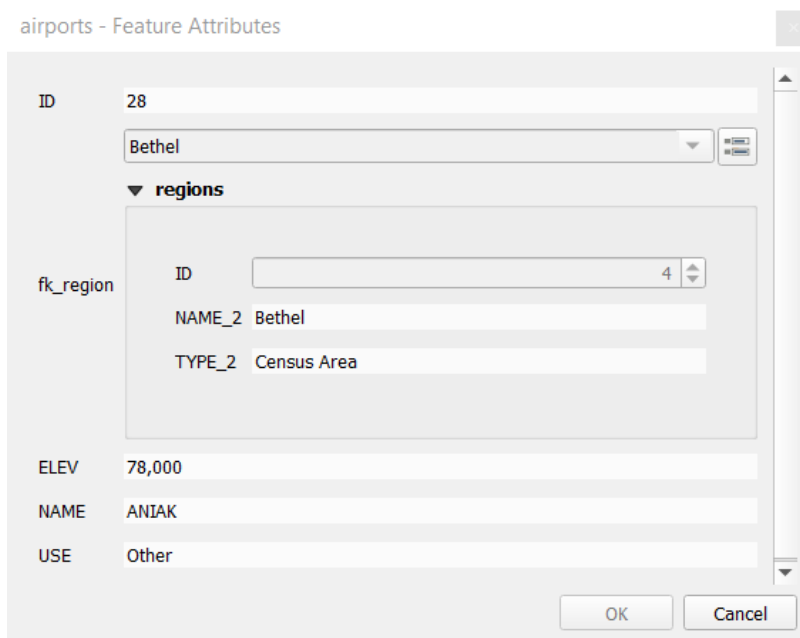 airports - Feature Attributes
ID 28
Bethel
regions
fk_region
ID 4
NAME_2 Bethel
TYPE_2 Census Area
ELEV 78,000
NAME ANIAK
USE Other
OK Cancel